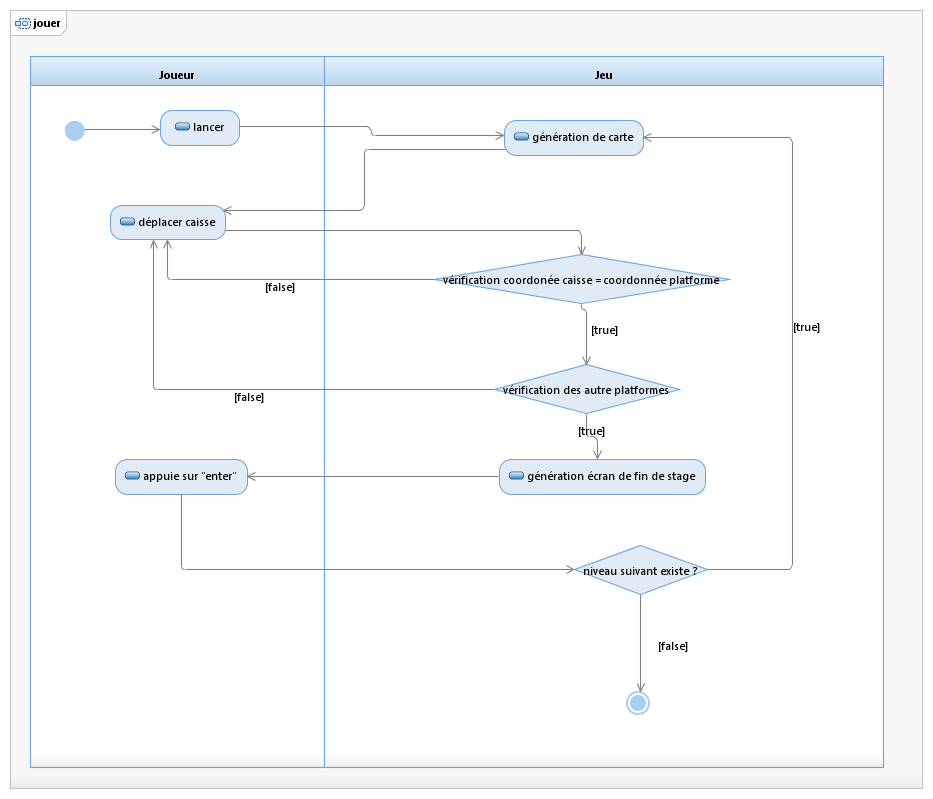 jouer
Joueur
Jeu
lancer
génération de carte
déplacer caisse
vérification coordonée caisse = coordonnée platforme
[false]
[true]
[true]
vérification des autre platformes
[false]
[true]
appuie sur "enter"
génération écran de fin de stage
niveau suivant existe ?
[false]